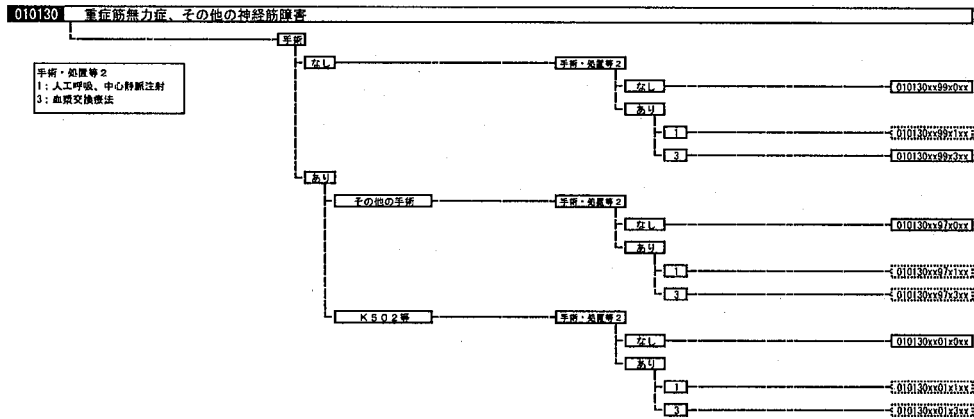 010130 重症筋無力症、その他の神経筋障害
手術
手術・処置等2
1:人工呼吸、中心静脈注射
3:血漿交換療法
なし
手術・処置等2
なし
010130xx99x0xx
あり
1
010130xx99x1xx
3
010130xx99x3xx
あり
その他の手術
手術・処置等2
なし
010130xx97x0xx
あり
1
010130xx97x1xx
3
010130xx97x3xx
K502等
手術・処置等2
なし
010130xx01x0xx
あり
1
010130xx01x1xx
3
010130xx01x3xx